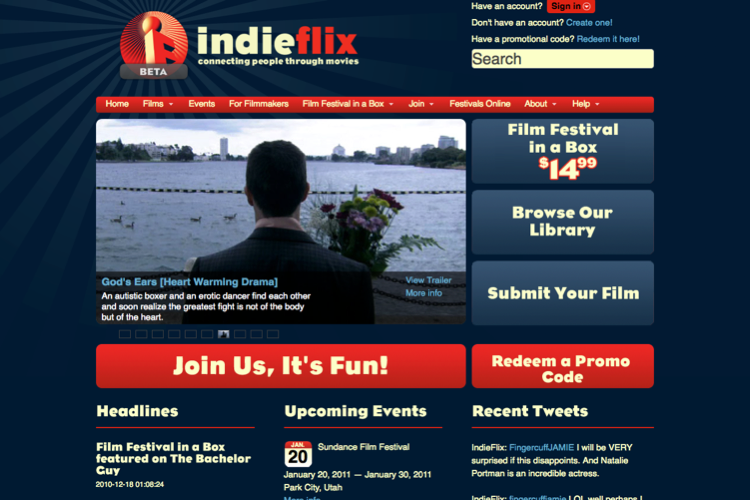 Have an account? Sign in
Don't have an account? Create one!
Have a promotional code? Redeem it here!
Search
indieflix
connecting people through movies
BETA
Home Films Events For Filmmakers Film Festival in a Box Join Festivals Online About Help
Film Festival
in a Box
$14.99
Browse Our
Library
Submit Your Film
God's Ears [Heart Warming Drama]
An autistic boxer and an erotic dancer find each other
and soon realize the greatest fight is not of the body
but of the heart.
View Trailer
More info
Join Us, It's Fun!
Redeem a Promo
Code
Headlines
Film Festival in a Box
featured on The Bachelor
Guy
2010-12-18 01:08:24
Upcoming Events
JAN.
20
Sundance Film Festival
January 20, 2011 — January 30, 2011
Park City, Utah
More info
Recent Tweets
IndieFlix: FingercuffJAMIE I will be VERY
surprised if this disappoints. And Natalie
Portman is an incredible actress.
IndieFlix: fingercuffjamie LOL well perhaps I